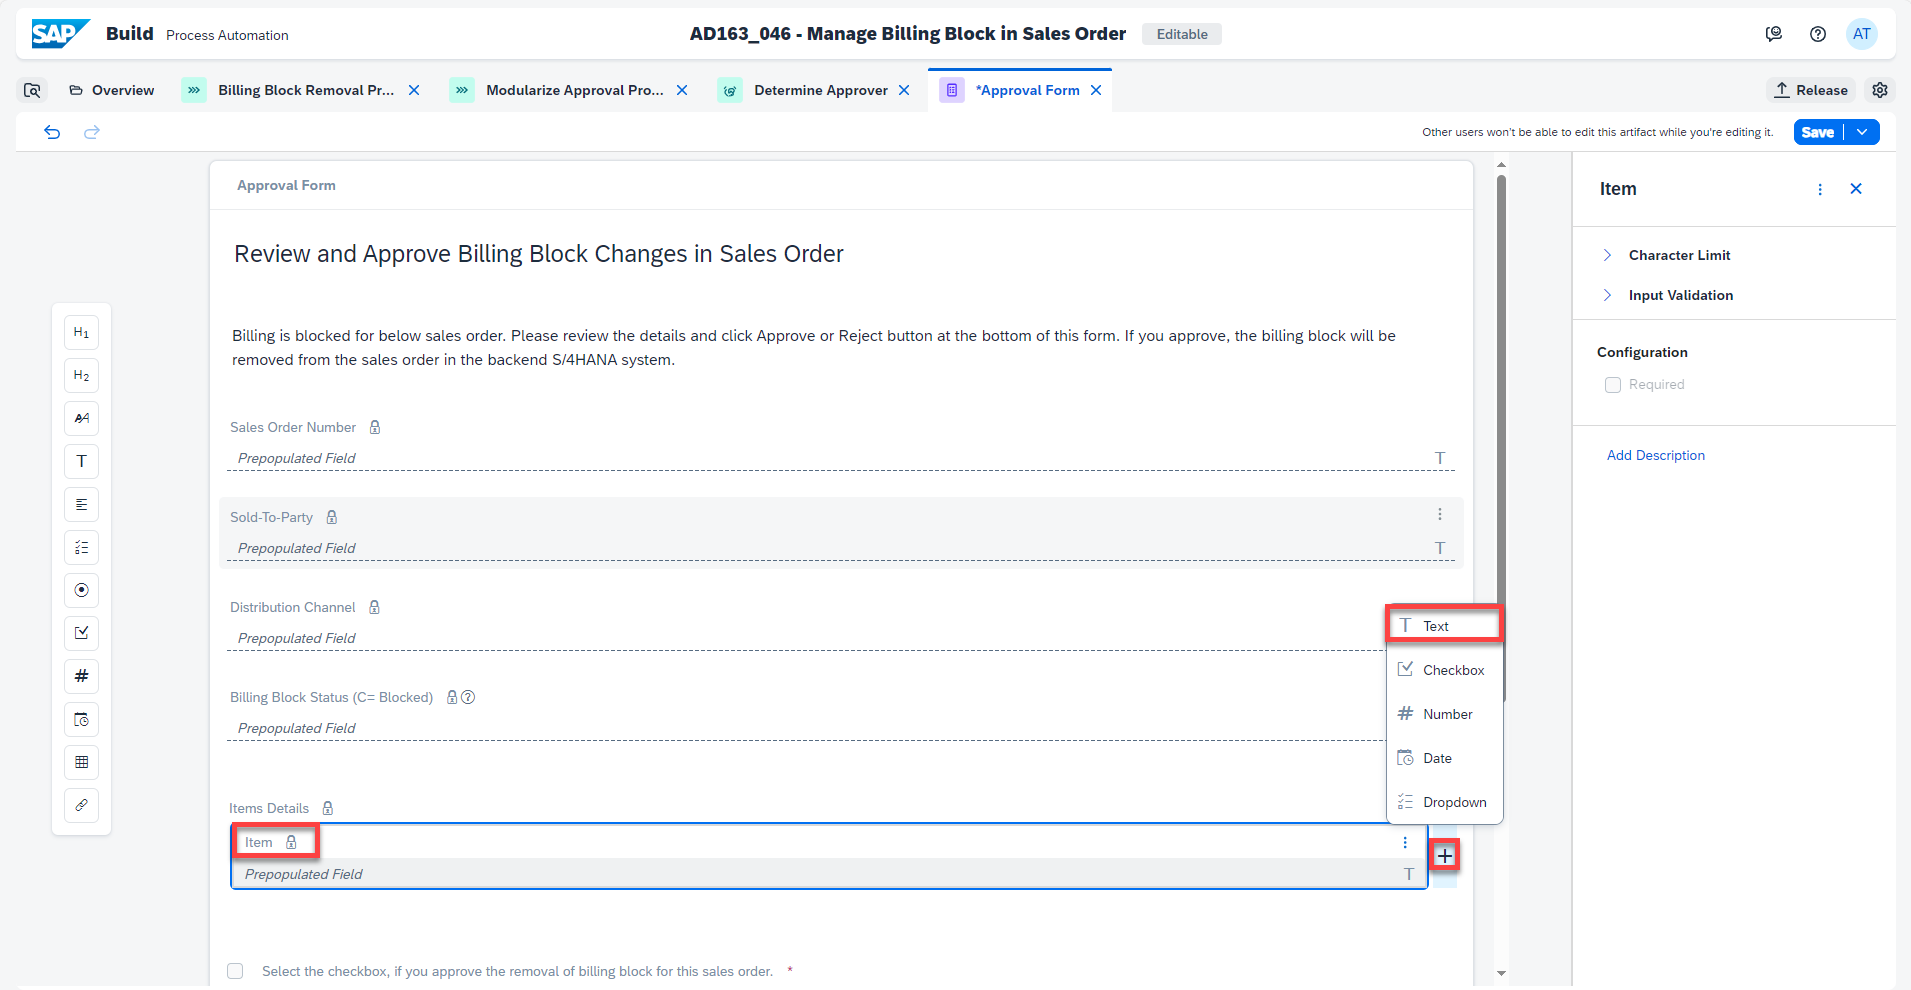 SAP Build Process Automation
AD163_046 - Manage Billing Block in Sales Order Editable
AT
Overview
Billing Block Removal Pr...
Modularize Approval Pro...
Determine Approver
*Approval Form
Release
Other users won't be able to edit this artifact while you're editing it.
Save
Approval Form
Review and Approve Billing Block Changes in Sales Order
Billing is blocked for below sales order. Please review the details and click Approve or Reject button at the bottom of this form. If you approve, the billing block will be
removed from the sales order in the backend S/4HANA system.
H1
H2
AA
T
#
Sales Order Number
Prepopulated Field T
Sold-To-Party
Prepopulated Field T
Distribution Channel
Prepopulated Field
Billing Block Status (C= Blocked)
Prepopulated Field
T Text
Checkbox
# Number
Date
Dropdown
Items Details
Item
Prepopulated Field T
Select the checkbox, if you approve the removal of billing block for this sales order. *
Item
Character Limit
Input Validation
Configuration
Required
Add Description